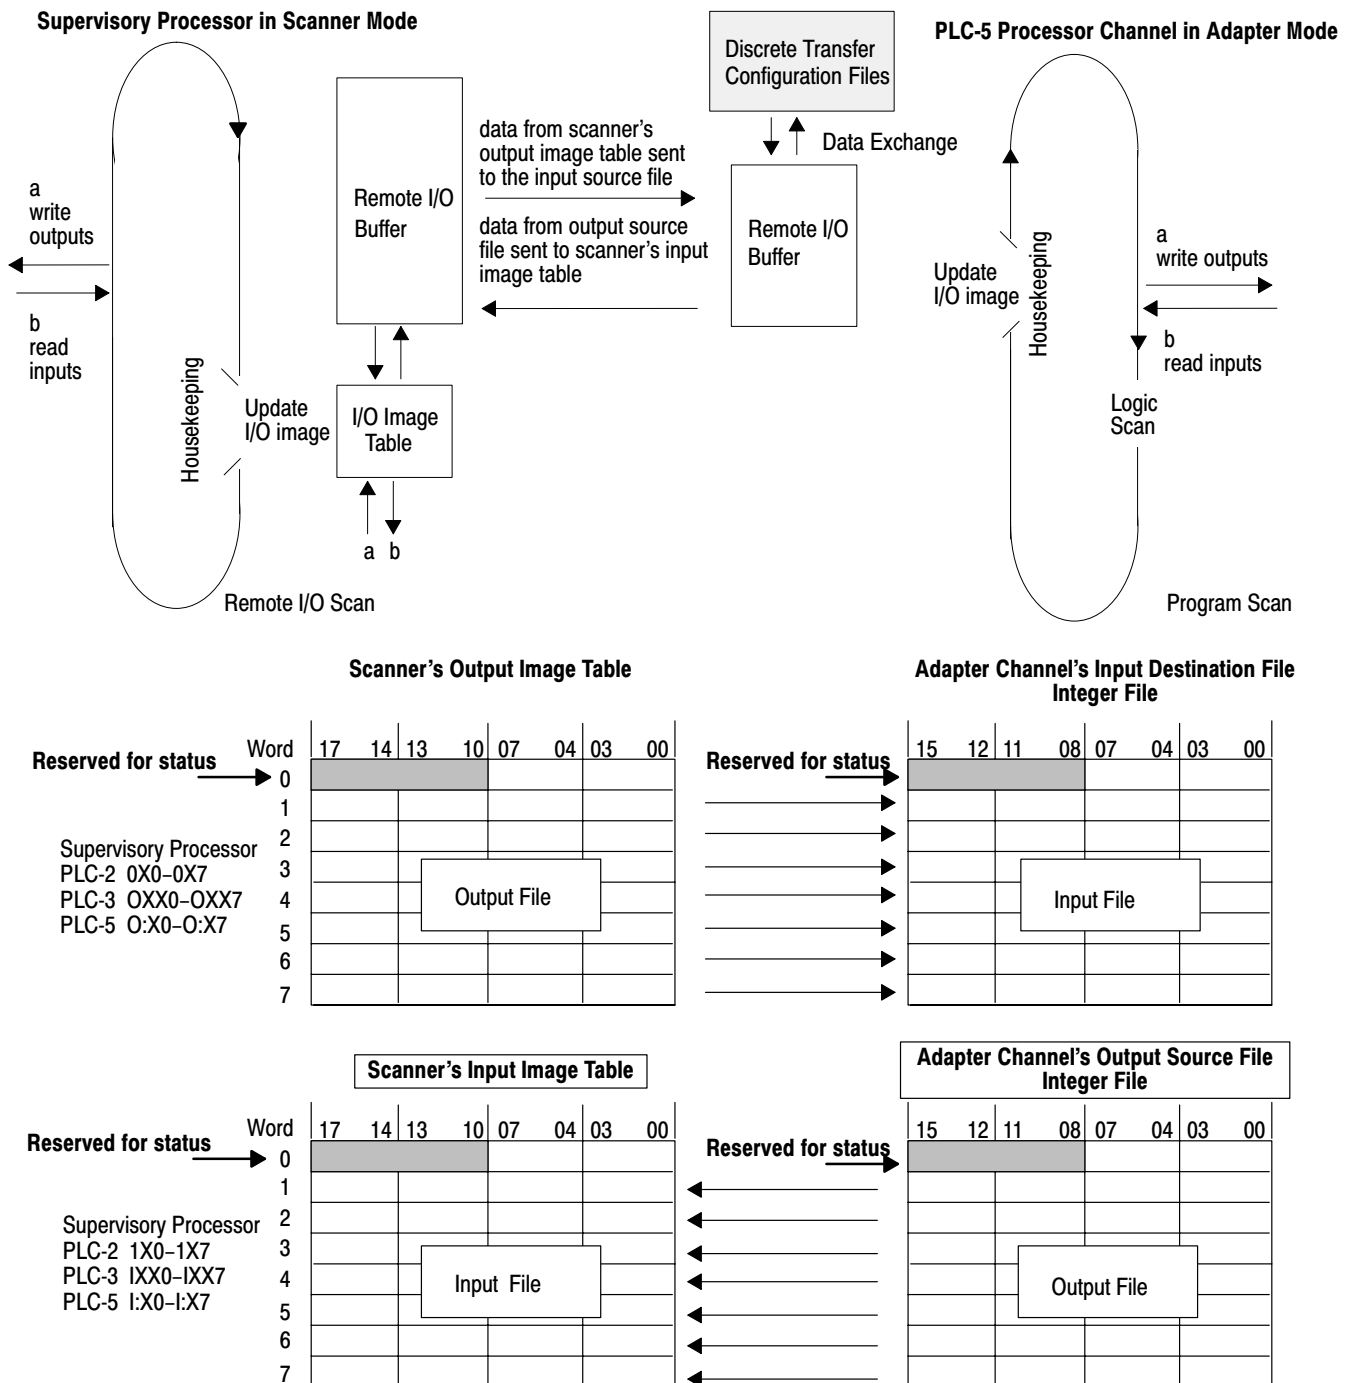 Supervisory Processor in Scanner Mode
PLC-5 Processor Channel in Adapter Mode
Discrete Transfer
Configuration Files
Data Exchange
data from scanner's
output image table sent
to the input source file
data from output source
file sent to scanner's input
image table
Remote I/O
Buffer
Remote I/O
Buffer
a
write
outputs
b
read
inputs
Housekeeping
Update
I/O image
I/O Image
Table
a b
Remote I/O Scan
Update
I/O image
Housekeeping
a
write outputs
b
read inputs
Logic
Scan
Program Scan
Scanner's Output Image Table
Adapter Channel's Input Destination File
Integer File
Reserved for status
Word
17 14 13 10 07 04 03 00
0
1
2
3
4
5
6
7
Supervisory Processor
PLC-2 0X0–0X7
PLC-3 OXX0–OXX7
PLC-5 O:X0–O:X7
Output File
Reserved for status
15 12 11 08 07 04 03 00
Input File
Scanner's Input Image Table
Adapter Channel's Output Source File
Integer File
Reserved for status
Word
17 14 13 10 07 04 03 00
0
1
2
3
4
5
6
7
Supervisory Processor
PLC-2 1X0–1X7
PLC-3 IXX0–IXX7
PLC-5 I:X0–I:X7
Input File
Reserved for status
15 12 11 08 07 04 03 00
Output File